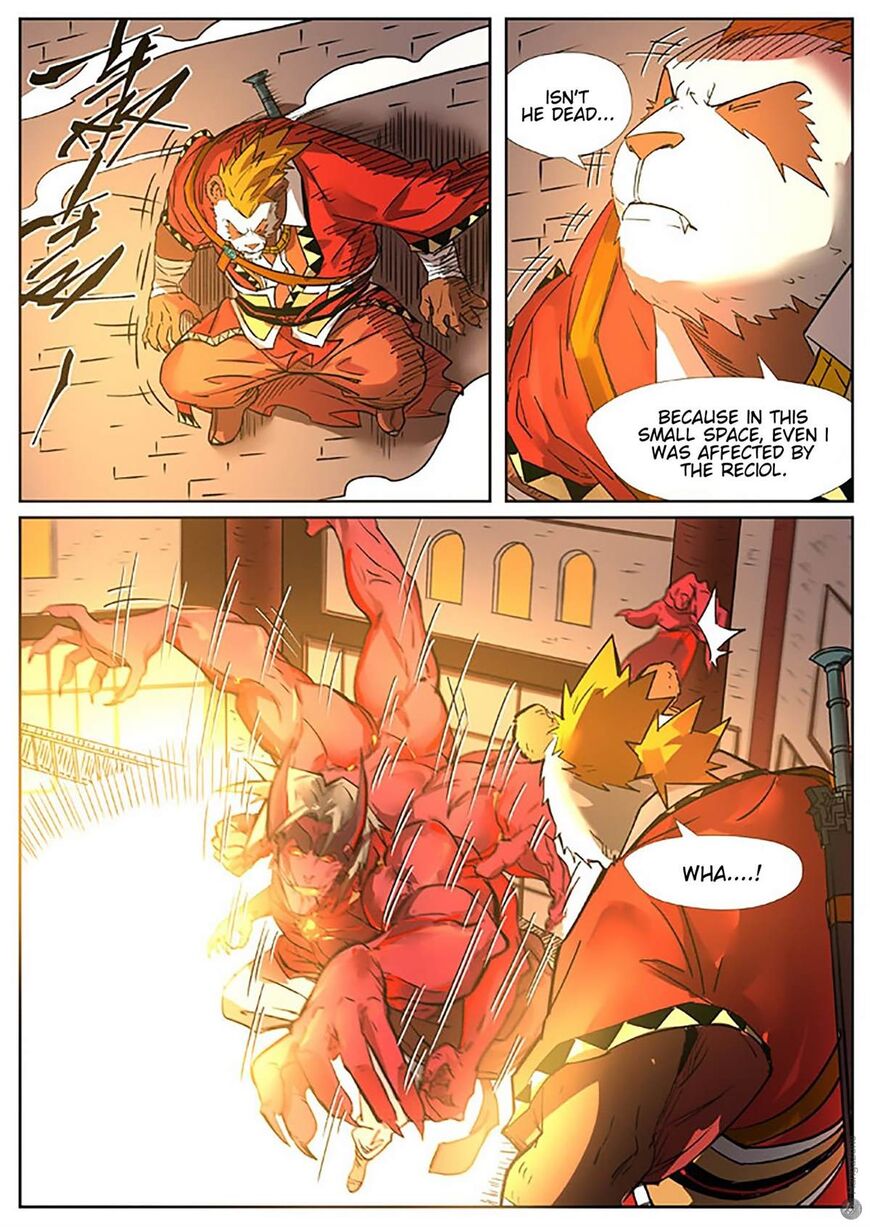 ISN'T
HE DEAD...
BECAUSE IN THIS
SMALL SPACE, EVEN I
WAS AFFECTED BY
THE RECIOL.
WHA....!